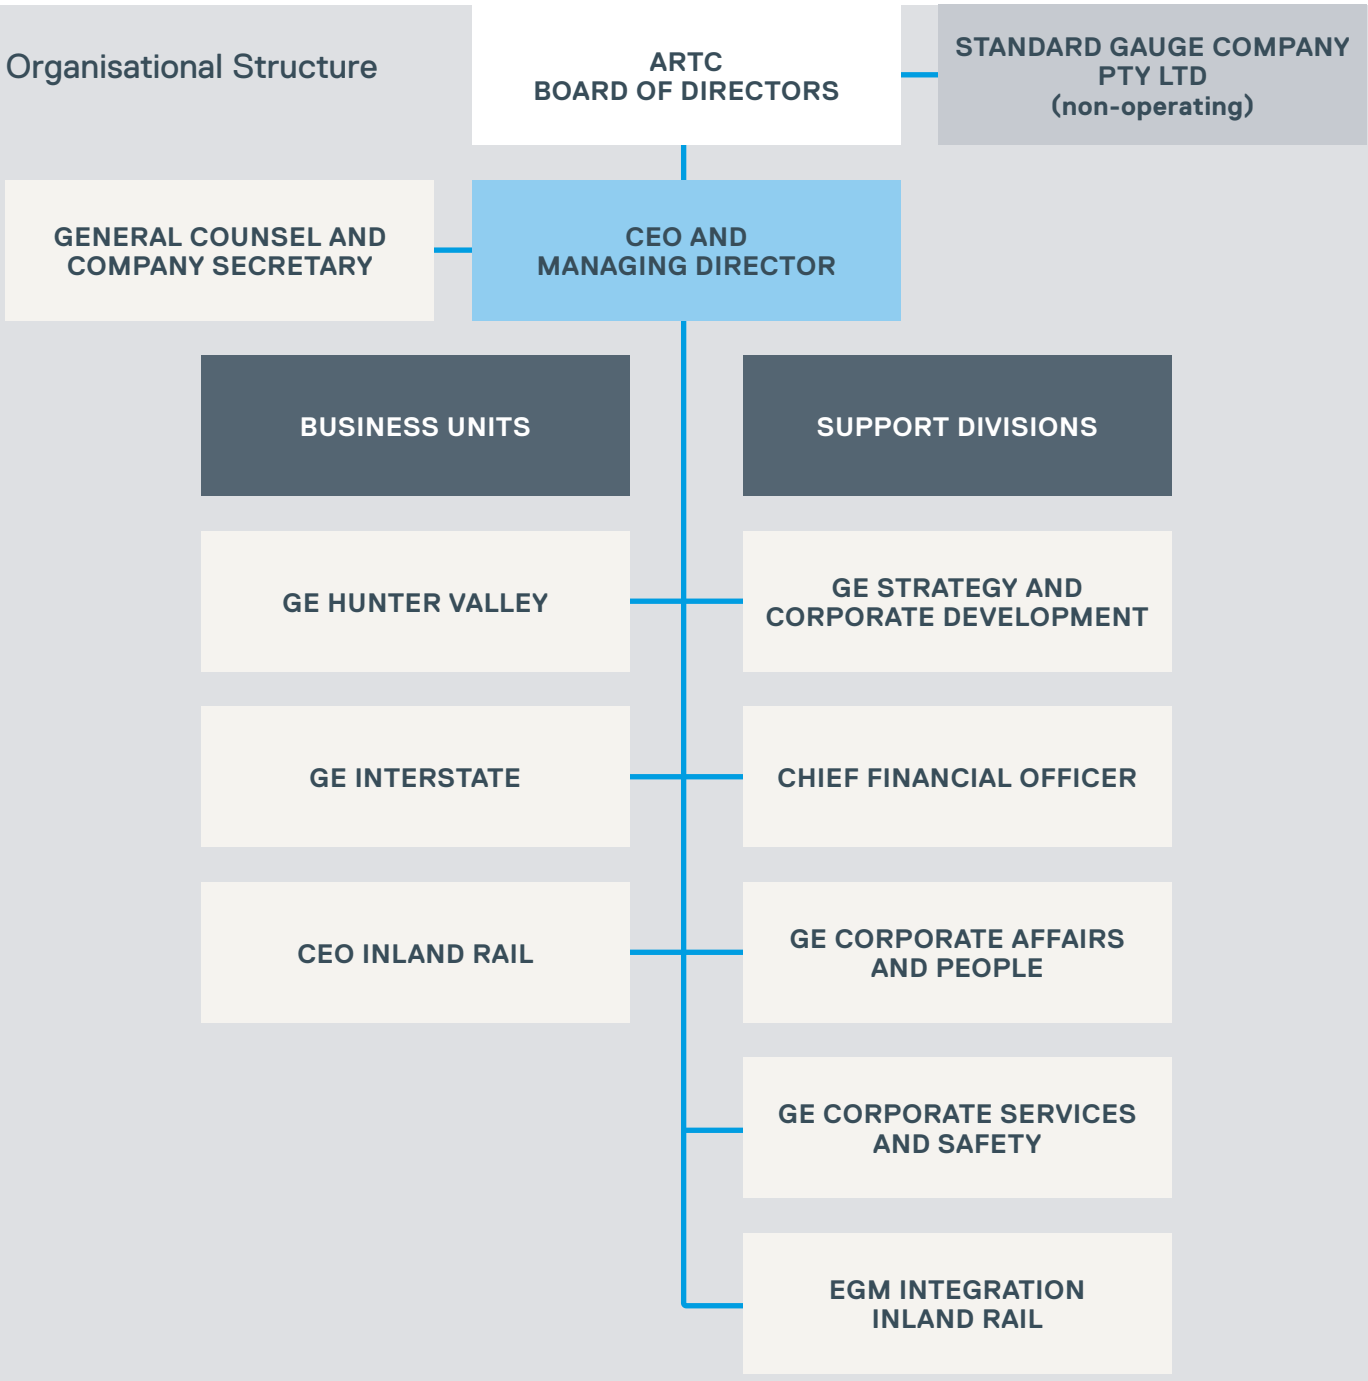 Organisational Structure
ARTC
BOARD OF DIRECTORS
STANDARD GAUGE COMPANY
PTY LTD
(non-operating)
GENERAL COUNSEL AND
COMPANY SECRETARY
CEO AND
MANAGING DIRECTOR
BUSINESS UNITS
SUPPORT DIVISIONS
GE HUNTER VALLEY
GE STRATEGY AND
CORPORATE DEVELOPMENT
GE INTERSTATE
CHIEF FINANCIAL OFFICER
CEO INLAND RAIL
GE CORPORATE AFFAIRS
AND PEOPLE
GE CORPORATE SERVICES
AND SAFETY
EGM INTEGRATION
INLAND RAIL